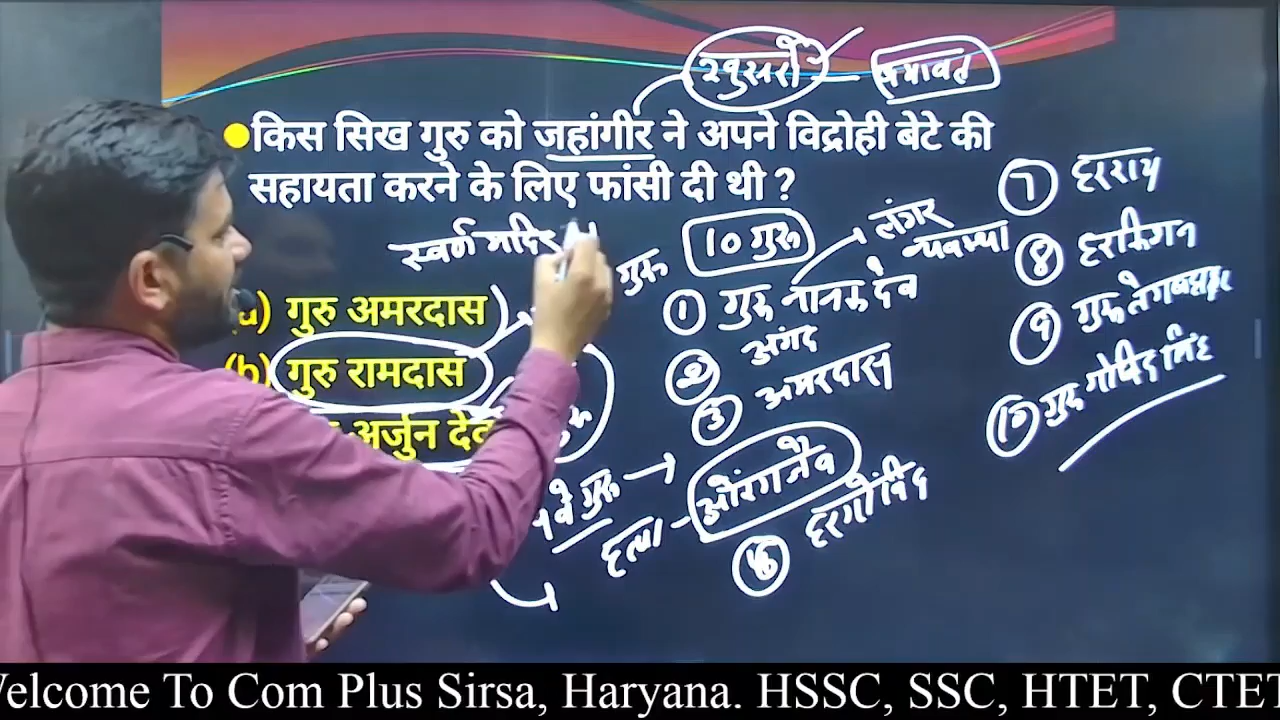 खुसरो बगावत
किस सिख गुरु को जहांगीर ने अपने विद्रोही बेटे की
सहायता करने के लिए फांसी दी थी ?
स्वर्ण मंदिर
गुरु
10 गुरु
लंगर
व्यवस्था
① गुरु नानक देव
② अंगद
③ अमरदास
(a) गुरु अमरदास
(b) गुरु रामदास
अर्जुन देव
गुरु
हत्या - औरंगजेब
⑥ हरगोविंद
⑦ हरराय
⑧ हरकिशन
⑨ गुरु तेगबहादुर
⑩ गुरु गोविंद सिंह
Welcome To Com Plus Sirsa, Haryana. HSSC, SSC, HTET, CTET